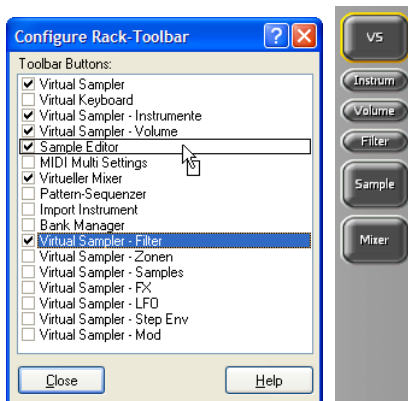 Configure Rack-Toolbar
Toolbar Buttons:
Virtual Sampler
Virtual Keyboard
Virtual Sampler - Instrumente
Virtual Sampler - Volume
Sample Editor
MIDI Multi Settings
Virtueller Mixer
Pattern-Sequenzer
Import Instrument
Bank Manager
Virtual Sampler - Filter
Virtual Sampler - Zonen
Virtual Sampler - Samples
Virtual Sampler - FX
Virtual Sampler - LFO
Virtual Sampler - Step Env
Virtual Sampler - Mod
Close
Help
VS
Instrum
Volume
Filter
Sample
Mixer